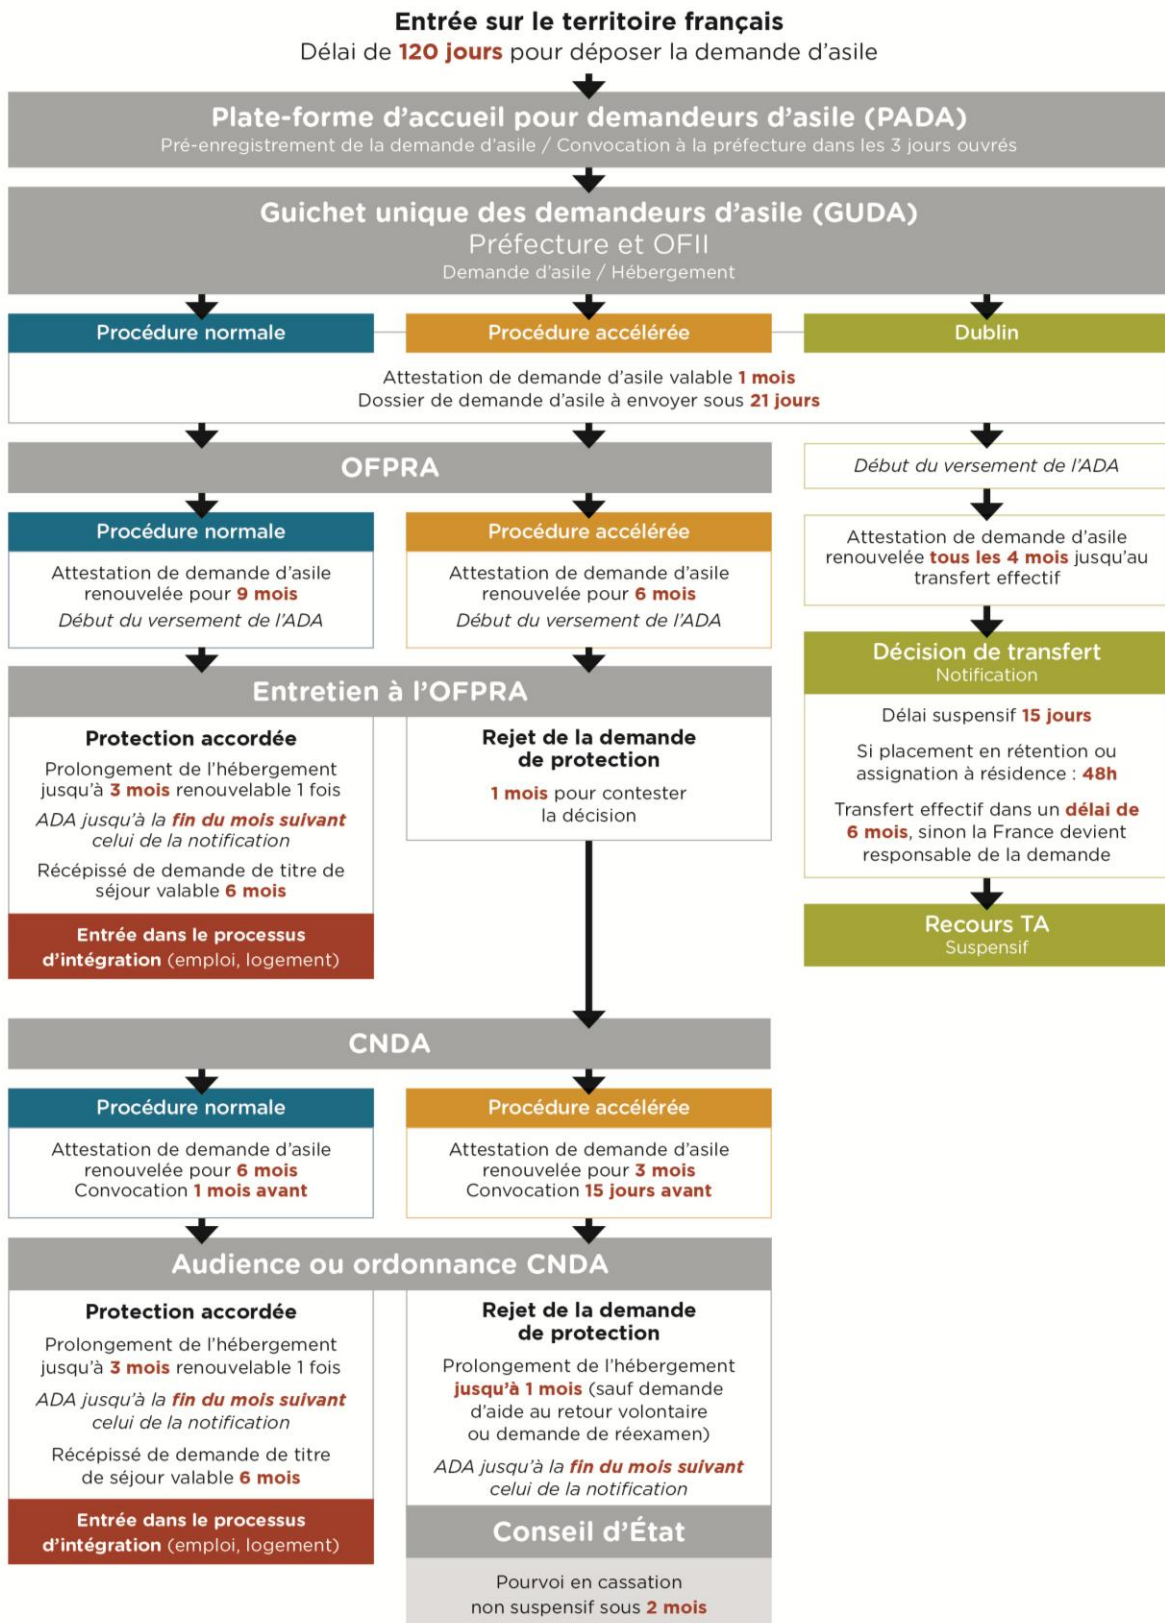 Entrée sur le territoire français
Délai de 120 jours pour déposer la demande d'asile
Plate-forme d'accueil pour demandeurs d'asile (PADA)
Pré-enregistrement de la demande d'asile / Convocation à la préfecture dans les 3 jours ouvrés
Guichet unique des demandeurs d'asile (GUDA)
Préfecture et OFII
Demande d'asile / Hébergement
Procédure normale
Procédure accélérée
Dublin
Attestation de demande d'asile valable 1 mois
Dossier de demande d'asile à envoyer sous 21 jours
OFPRA
Procédure normale
Attestation de demande d'asile
renouvelée pour 9 mois
Début du versement de l'ADA
Procédure accélérée
Attestation de demande d'asile
renouvelée pour 6 mois
Début du versement de l'ADA
Début du versement de l'ADA
Attestation de demande d'asile
renouvelée tous les 4 mois jusqu'au
transfert effectif
Décision de transfert
Notification
Délai suspensif 15 jours
Si placement en rétention ou
assignation à résidence : 48h
Transfert effectif dans un délai de
6 mois, sinon la France devient
responsable de la demande
Recours TA
Suspensif
Entretien à l'OFPRA
Protection accordée
Prolongement de l'hébergement
jusqu'à 3 mois renouvelable 1 fois
ADA jusqu'à la fin du mois suivant
celui de la notification
Récépissé de demande de titre de
séjour valable 6 mois
Entrée dans le processus
d'intégration (emploi, logement)
Rejet de la demande
de protection
1 mois pour contester
la décision
CNDA
Procédure normale
Attestation de demande d'asile
renouvelée pour 6 mois
Convocation 1 mois avant
Procédure accélérée
Attestation de demande d'asile
renouvelée pour 3 mois
Convocation 15 jours avant
Audience ou ordonnance CNDA
Protection accordée
Prolongement de l'hébergement
jusqu'à 3 mois renouvelable 1 fois
ADA jusqu'à la fin du mois suivant
celui de la notification
Récépissé de demande de titre
de séjour valable 6 mois
Entrée dans le processus
d'intégration (emploi, logement)
Rejet de la demande
de protection
Prolongement de l'hébergement
jusqu'à 1 mois (sauf demande
d'aide au retour volontaire
ou demande de réexamen)
ADA jusqu'à la fin du mois suivant
celui de la notification
Conseil d'État
Pourvoi en cassation
non suspensif sous 2 mois